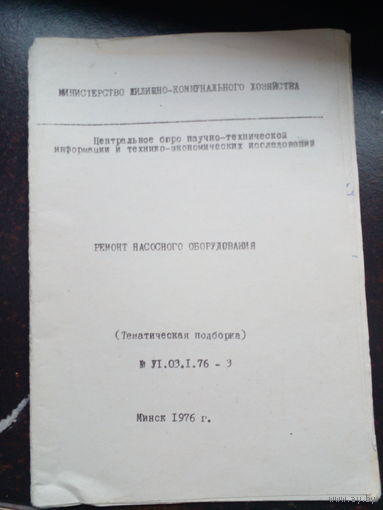 МИНИСТЕРСТВО ЖИЛИЩНО-КОММУНАЛЬНОГО ХОЗЯЙСТВА
Центральное бюро научно-технической
информации и технико-экономических исследований
РЕМОНТ НАСОСНОГО ОБОРУДОВАНИЯ
(Тематическая подборка)
№ УІ.03.І.76 - 3
Минск І976 г.